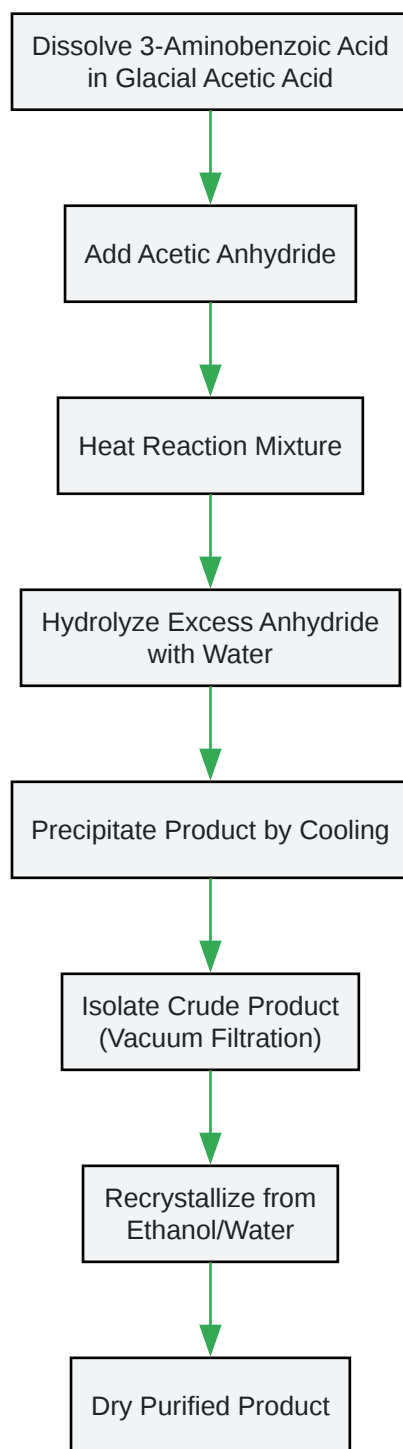 Dissolve 3-Aminobenzoic Acid
in Glacial Acetic Acid
Add Acetic Anhydride
Heat Reaction Mixture
Hydrolyze Excess Anhydride
with Water
Precipitate Product by Cooling
Isolate Crude Product
(Vacuum Filtration)
Recrystallize from
Ethanol/Water
Dry Purified Product